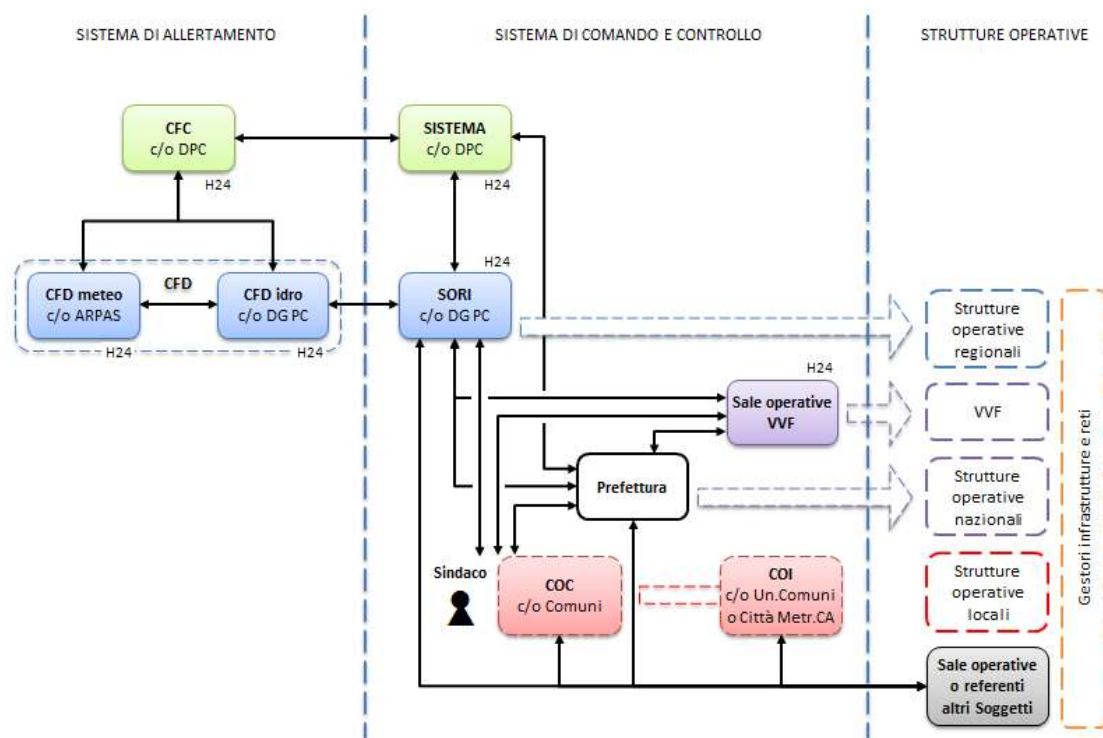 SISTEMA DI ALLERTAMENTO
SISTEMA DI COMANDO E CONTROLLO
STRUTTURE OPERATIVE
CFC
c/o DPC
H24
SISTEMA
c/o DPC
H24
CFD meteo
c/o ARPAS
H24
CFD
CFD idro
c/o DG PC
H24
H24
SORI
c/o DG PC
Strutture
operative
regionali
H24
Sale operative
VVF
VVF
Prefettura
Strutture
operative
nazionali
Sindaco
COC
c/o Comuni
COI
c/o Un.Comuni
o Città Metr.CA
Strutture
operative
locali
Sale operative
o referenti
altri Soggetti
Gestori infrastrutture e reti